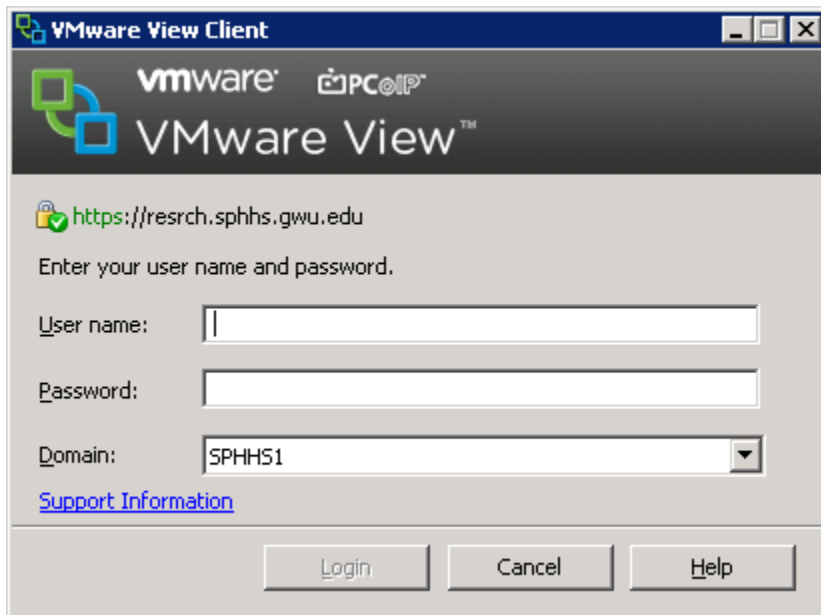 VMware View Client
vmware PCoIP
VMware View™
https://resrch.sphhs.gwu.edu
Enter your user name and password.
User name:
Password:
Domain: SPHHS1
Support Information
Login Cancel Help